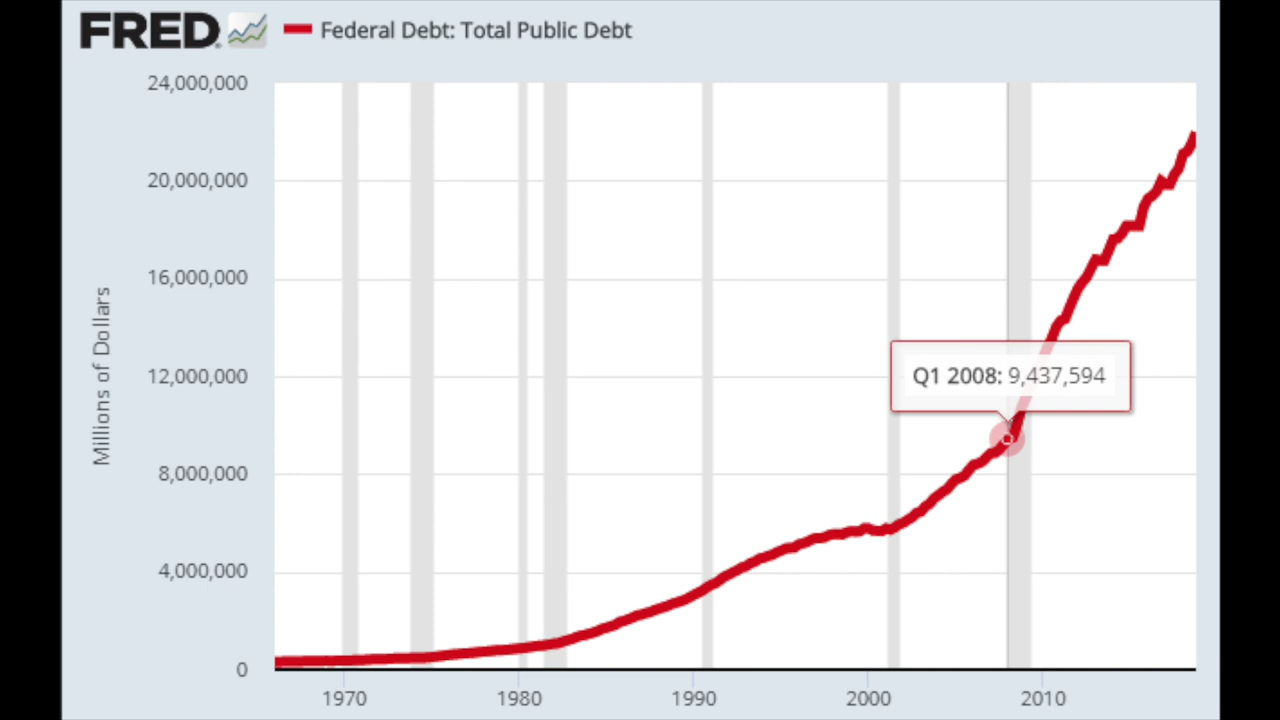 FRED
Federal Debt: Total Public Debt
24,000,000
20,000,000
16,000,000
12,000,000
8,000,000
4,000,000
0
Millions of Dollars
Q1 2008: 9,437,594
1970 1980 1990 2000 2010